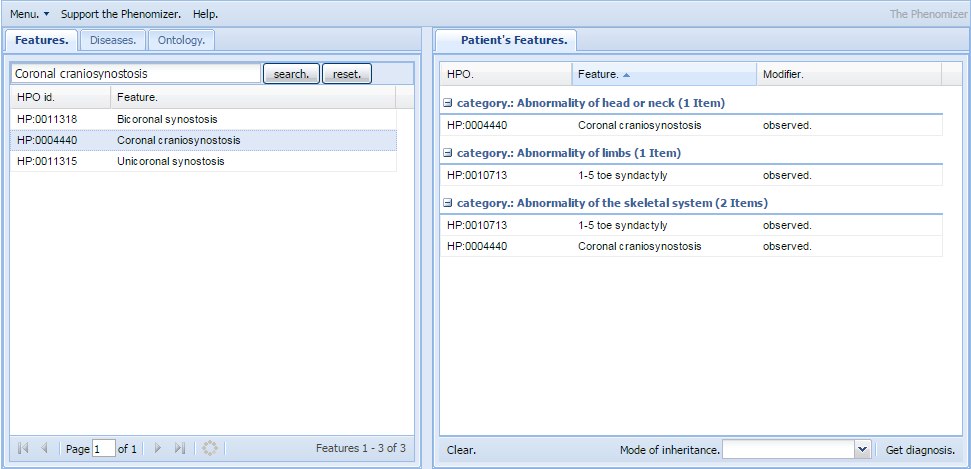 Menu. Support the Phenomizer. Help. The Phenomizer
Features. Diseases. Ontology.
Coronal craniosynostosis search. reset.
HPO id. Feature.
HP:0011318 Bicoronal synostosis
HP:0004440 Coronal craniosynostosis
HP:0011315 Unicoronal synostosis
Page 1 of 1 Features 1 - 3 of 3
Patient's Features.
HPO. Feature. Modifier.
category.: Abnormality of head or neck (1 Item)
HP:0004440 Coronal craniosynostosis observed.
category.: Abnormality of limbs (1 Item)
HP:0010713 1-5 toe syndactyly observed.
category.: Abnormality of the skeletal system (2 Items)
HP:0010713 1-5 toe syndactyly observed.
HP:0004440 Coronal craniosynostosis observed.
Clear. Mode of inheritance. Get diagnosis.